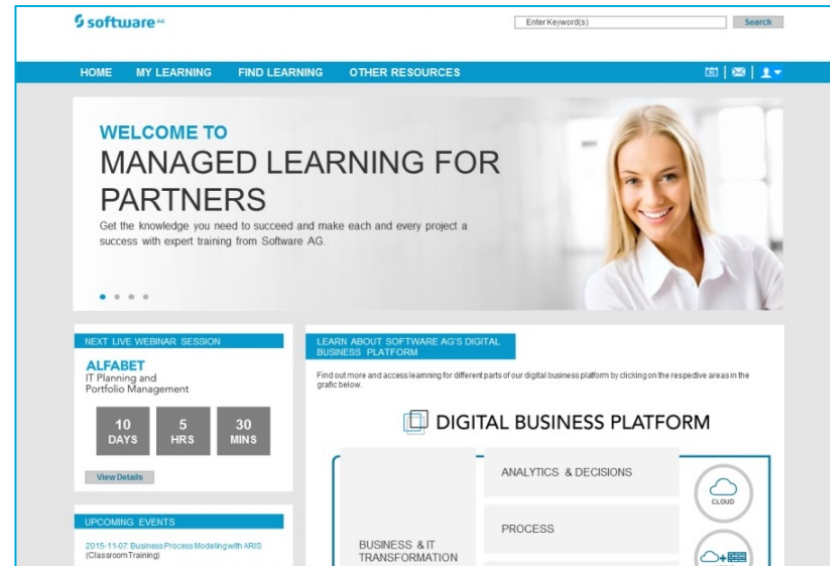 software AG
Enter Keyword(s)
Search
HOME MY LEARNING FIND LEARNING OTHER RESOURCES
WELCOME TO
MANAGED LEARNING FOR
PARTNERS
Get the knowledge you need to succeed and make each and every project a
success with expert training from Software AG.
NEXT LIVE WEBINAR SESSION
ALFABET
IT Planning and
Portfolio Management
10 5 30
DAYS HRS MINS
View Details
UPCOMING EVENTS
2015-11-07: Business Process Modeling with ARIS
(Classroom Training)
LEARN ABOUT SOFTWARE AG'S DIGITAL
BUSINESS PLATFORM
Find out more and access learnning for different parts of our digital business platform by clicking on the respective areas in the
grafic below.
DIGITAL BUSINESS PLATFORM
BUSINESS & IT
TRANSFORMATION
ANALYTICS & DECISIONS
PROCESS
CLOUD